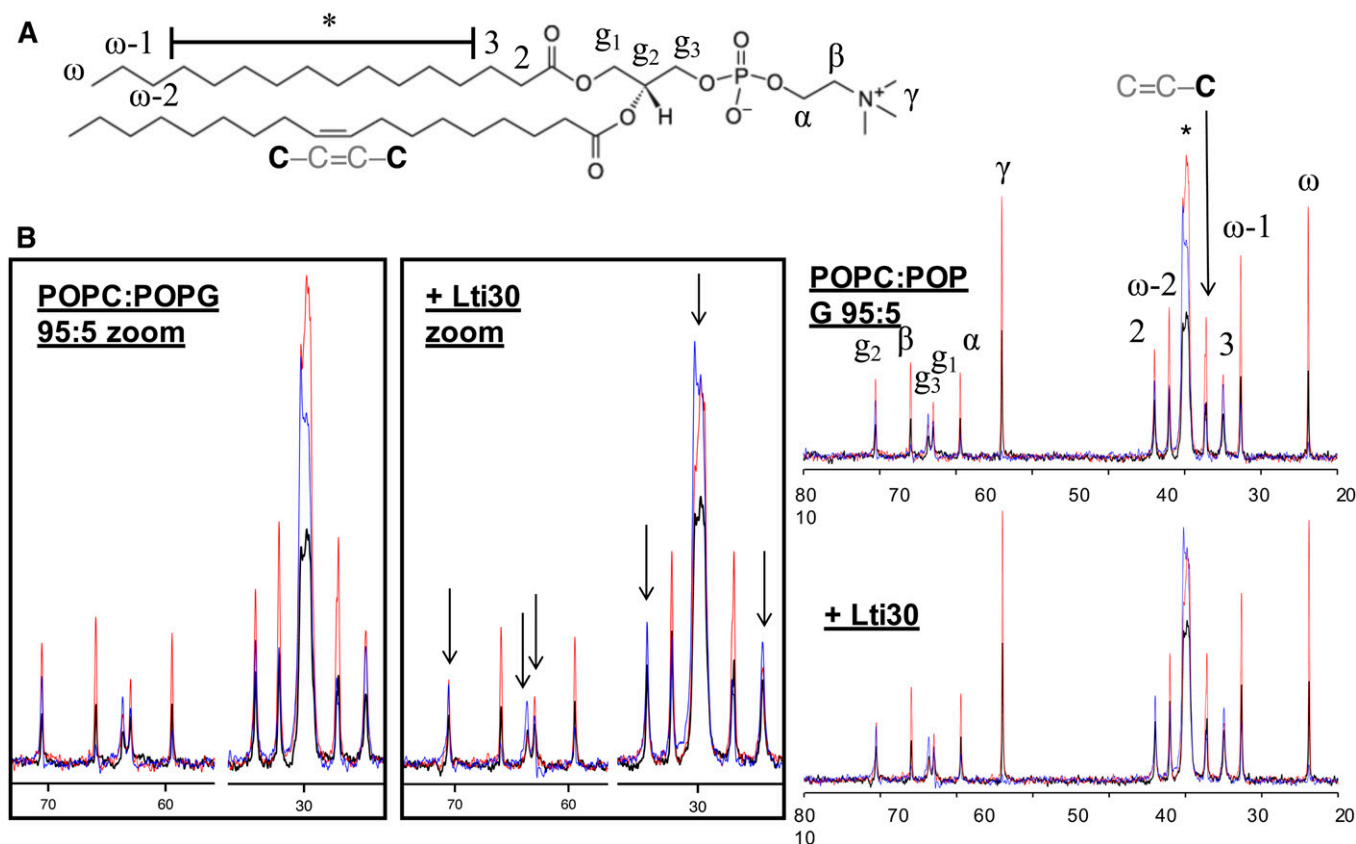 A
*
ω-1
3
O
g1
g3
O
ω
2
g2
β
ω-2
O
O
P
O
N+
γ
O
H
O−
α
C=C-C
C-C=C-C
O
*
γ
ω
B
ω-1
POPC:POPG
95:5 zoom
+ Lti30
zoom
POPC:POP
G 95:5
ω-2
g2
β
g3
g1
α
2
3
80 70 60 50 40 30 20
10
+ Lti30
70 60 30
70 60 30
80 70 60 50 40 30 20
10